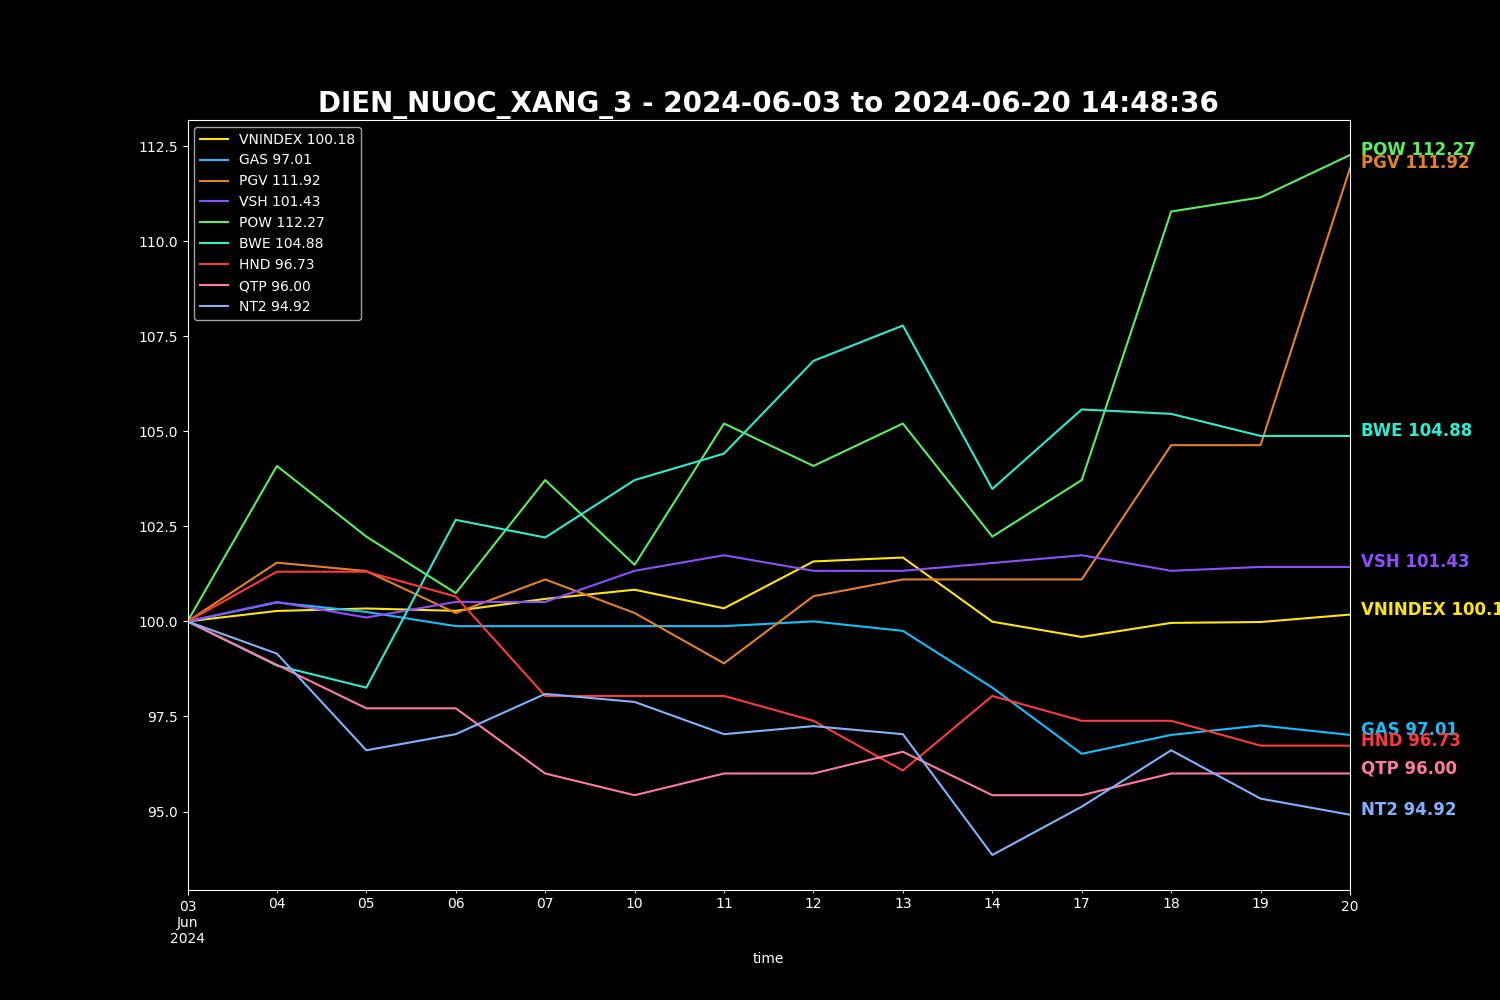 DIEN_NUOC_XANG_3 - 2024-06-03 to 2024-06-20 14:48:36
VNINDEX 100.18
GAS 97.01
PGV 111.92
VSH 101.43
POW 112.27
BWE 104.88
HND 96.73
QTP 96.00
NT2 94.92
112.5
110.0
107.5
105.0
102.5
100.0
97.5
95.0
POW 112.27
PGV 111.92
BWE 104.88
VSH 101.43
VNINDEX 100.1
GAS 97.01
HND 96.73
QTP 96.00
NT2 94.92
03 04 05 06 07 10 11 12 13 14 17 18 19 20
Jun
2024
time